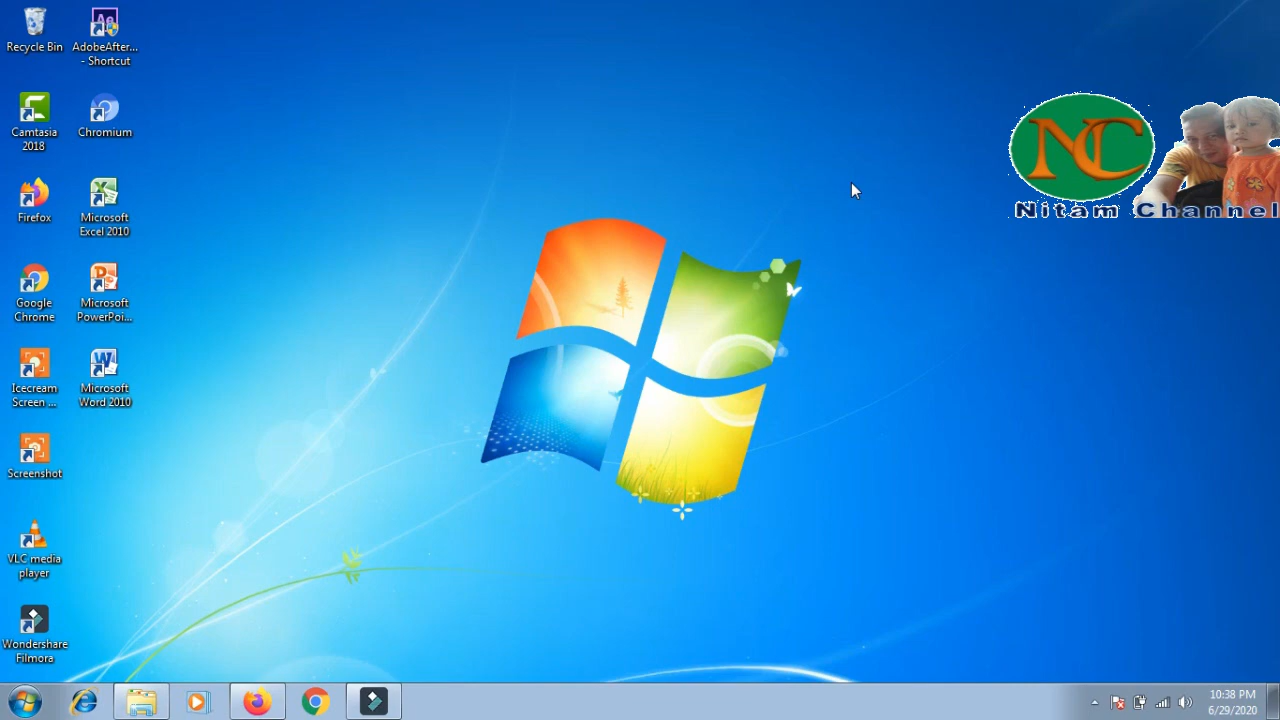 Recycle Bin
AdobeAfter...
- Shortcut
Camtasia
2018
Chromium
Firefox
Microsoft
Excel 2010
Google
Chrome
Microsoft
PowerPoi...
Icecream
Screen ...
Microsoft
Word 2010
Screenshot
VLC media
player
Wondershare
Filmora
Ae
NC
Nitam Channel
10:38 PM
6/29/2020